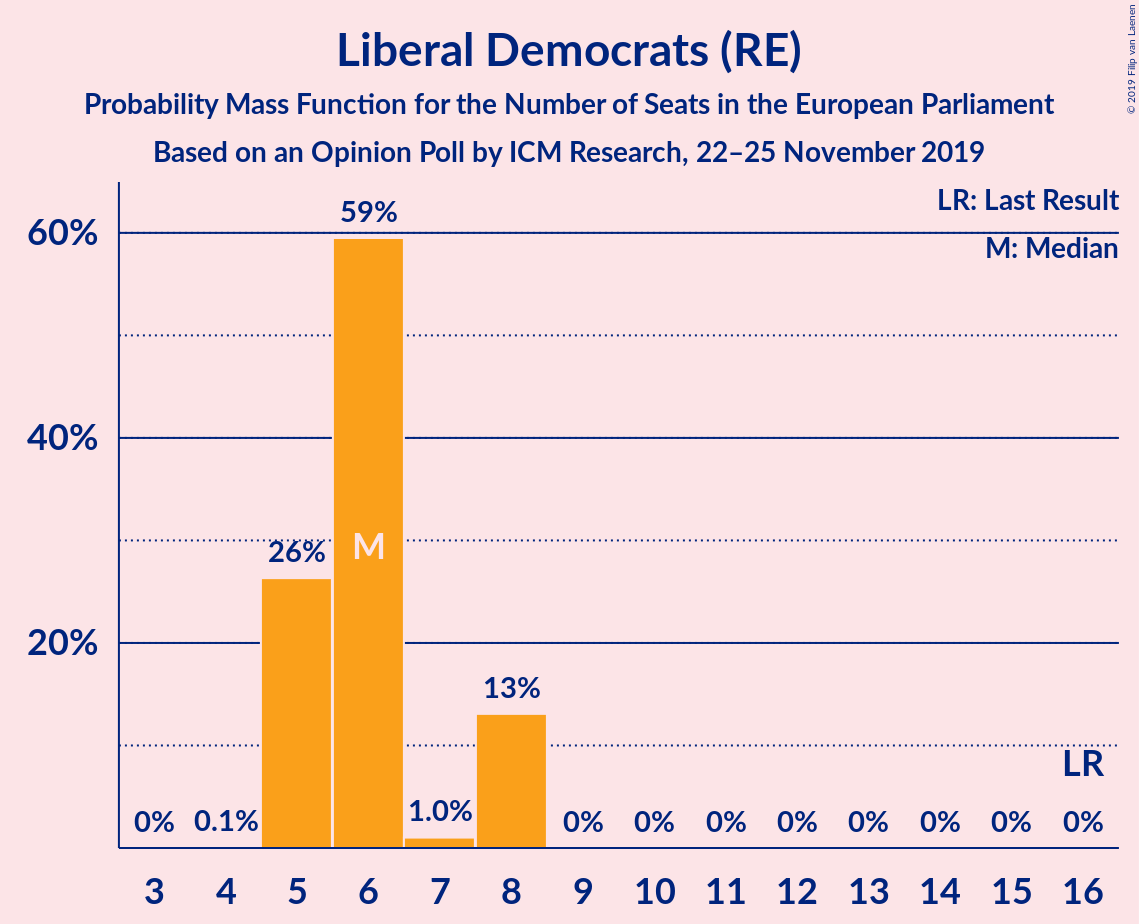 Liberal Democrats (RE)
Probability Mass Function for the Number of Seats in the European Parliament
Based on an Opinion Poll by ICM Research, 22–25 November 2019
© 2019 Filip van Laenen
LR: Last Result
M: Median
60%
40%
20%
0%
0.1%
26%
59%
M
1.0%
13%
0%
0%
0%
0%
0%
0%
0%
LR
0%
3 4 5 6 7 8 9 10 11 12 13 14 15 16